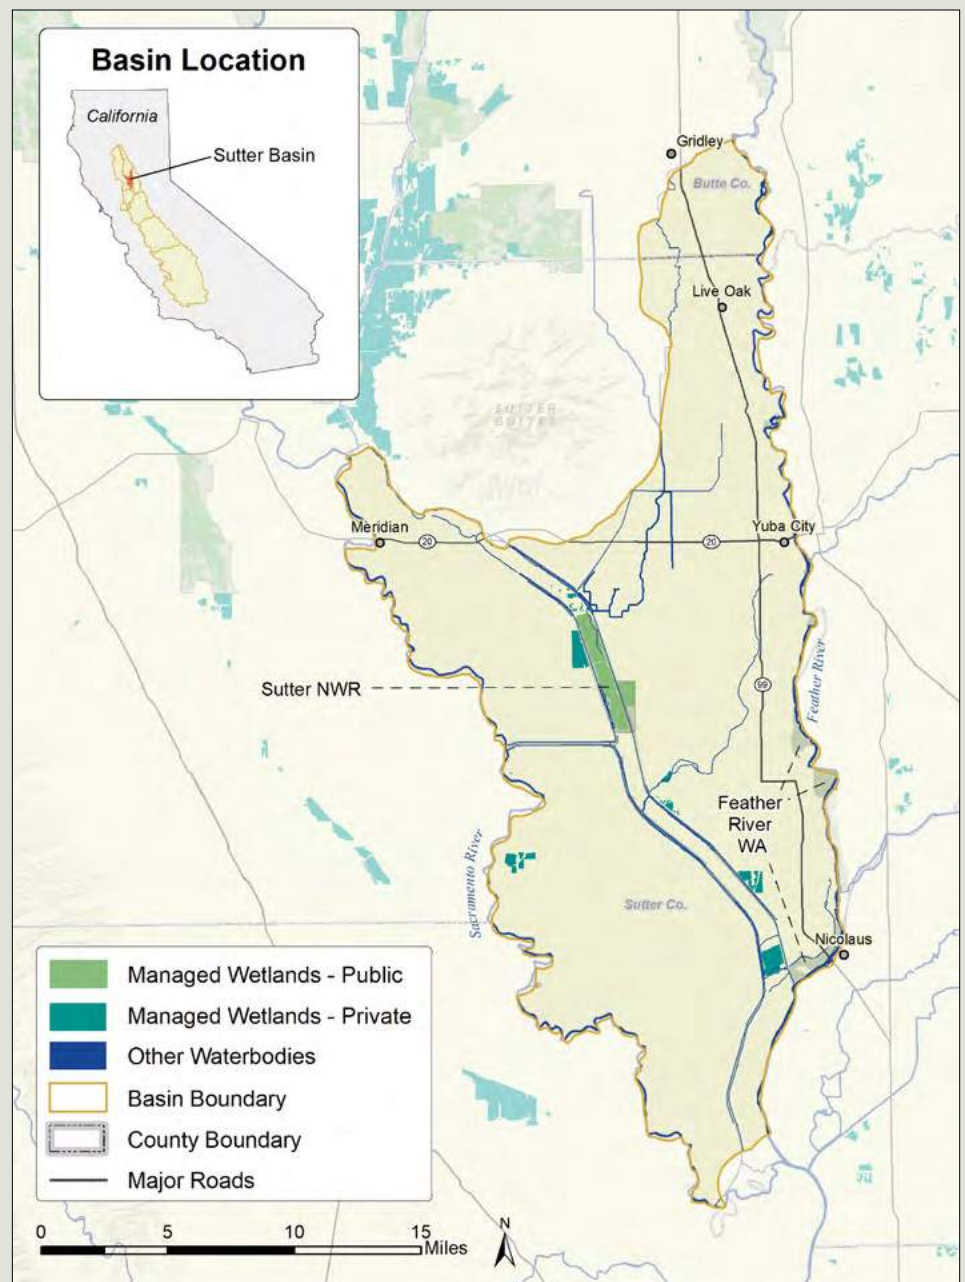 Basin Location
California
Sutter Basin
Gridley
Butte Co.
Live Oak
SUTTER
BUTTES
Meridian
20
20
Yuba City
Sutter NWR
99
Feather River
Feather
River
WA
Sacramento River
Sutter Co.
Nicolaus
Managed Wetlands - Public
Managed Wetlands - Private
Other Waterbodies
Basin Boundary
County Boundary
Major Roads
0 5 10 15
Miles
N